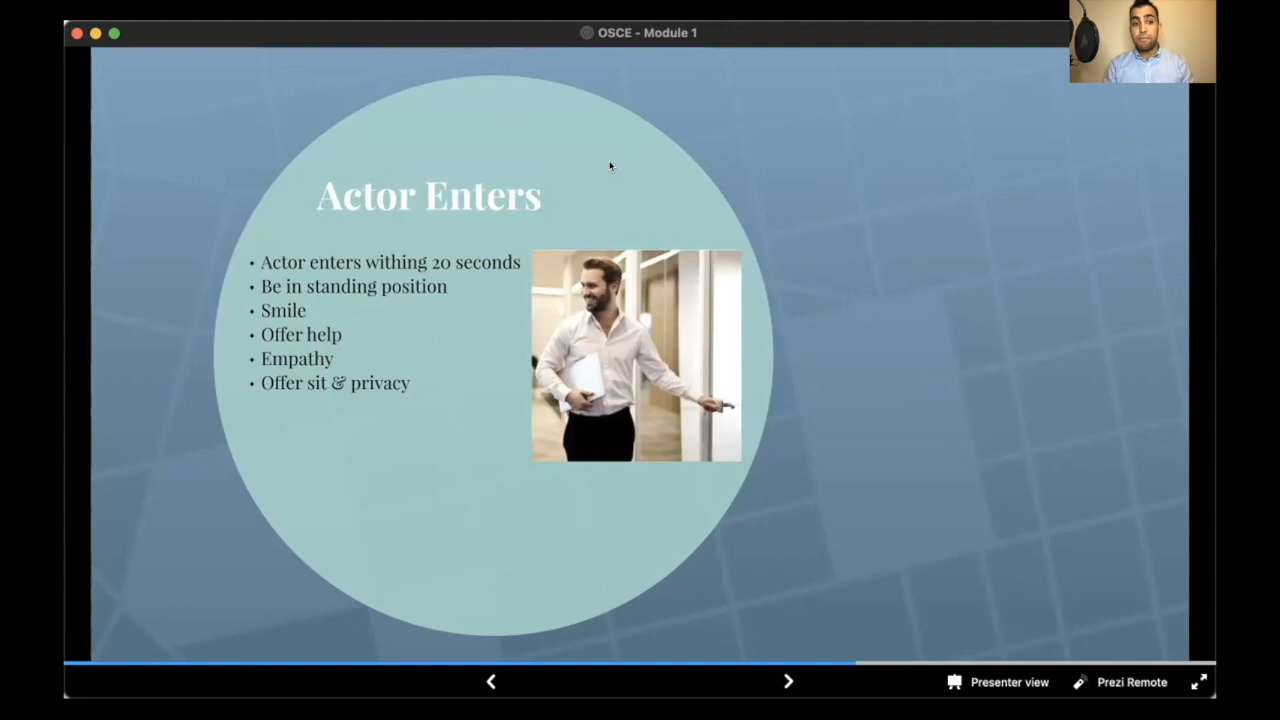 OSCE - Module 1
Actor Enters
• Actor enters withing 20 seconds
• Be in standing position
• Smile
• Offer help
• Empathy
• Offer sit & privacy
Presenter view
Prezi Remote